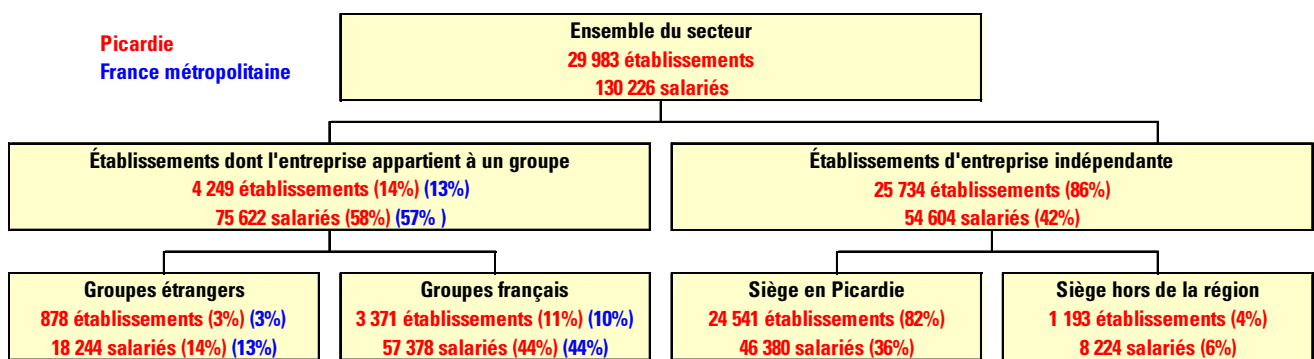 Picardie
France métropolitaine
Ensemble du secteur
29 983 établissements
130 226 salariés
Établissements dont l'entreprise appartient à un groupe
4 249 établissements (14%) (13%)
75 622 salariés (58%) (57% )
Établissements d'entreprise indépendante
25 734 établissements (86%)
54 604 salariés (42%)
Groupes étrangers
878 établissements (3%) (3%)
18 244 salariés (14%) (13%)
Groupes français
3 371 établissements (11%) (10%)
57 378 salariés (44%) (44%)
Siège en Picardie
24 541 établissements (82%)
46 380 salariés (36%)
Siège hors de la région
1 193 établissements (4%)
8 224 salariés (6%)